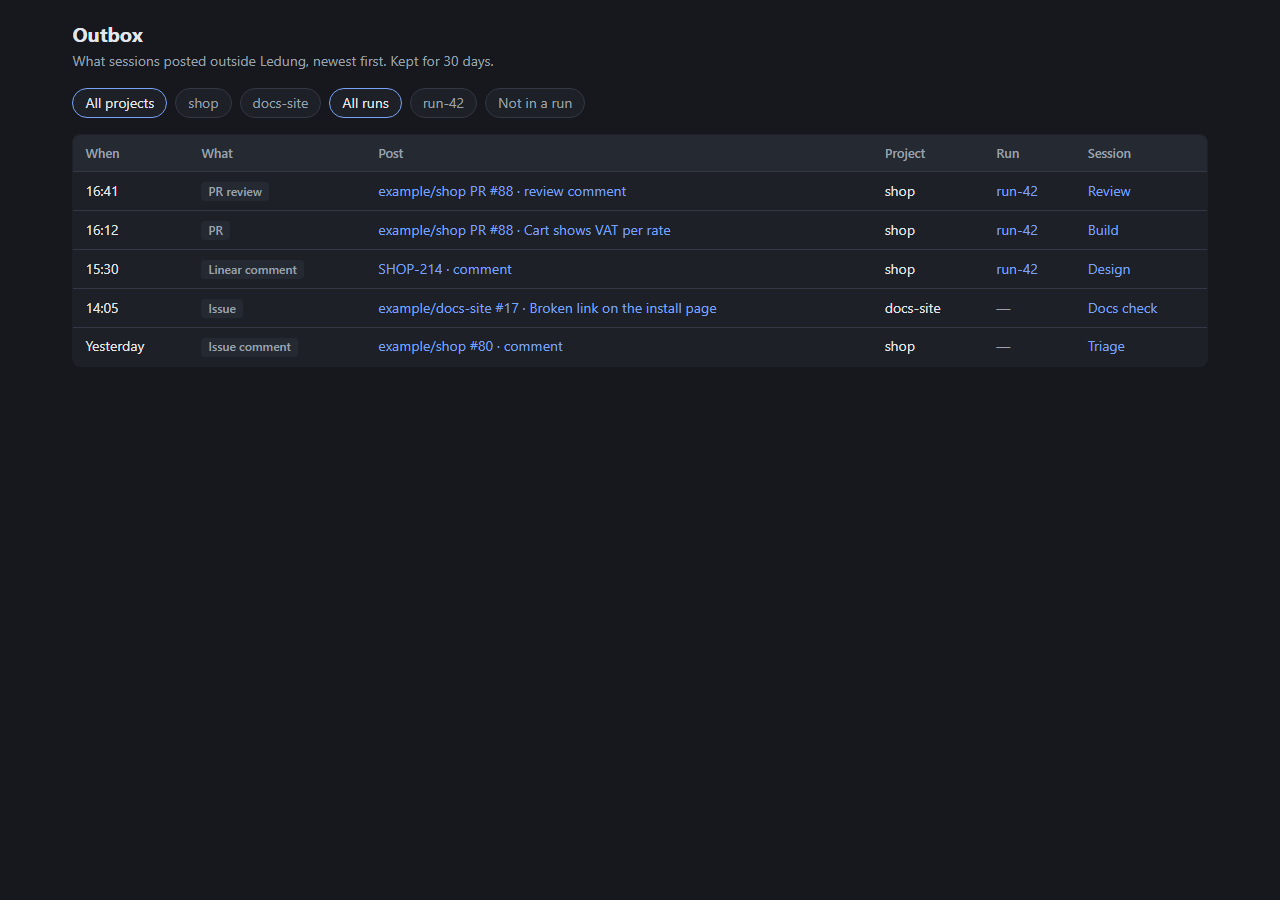 Outbox
What sessions posted outside Ledung, newest first. Kept for 30 days.
All projects shop docs-site All runs run-42 Not in a run
When What Post Project Run Session
16:41 PR review example/shop PR #88 · review comment shop run-42 Review
16:12 PR example/shop PR #88 · Cart shows VAT per rate shop run-42 Build
15:30 Linear comment SHOP-214 · comment shop run-42 Design
14:05 Issue example/docs-site #17 · Broken link on the install page docs-site — Docs check
Yesterday Issue comment example/shop #80 · comment shop — Triage